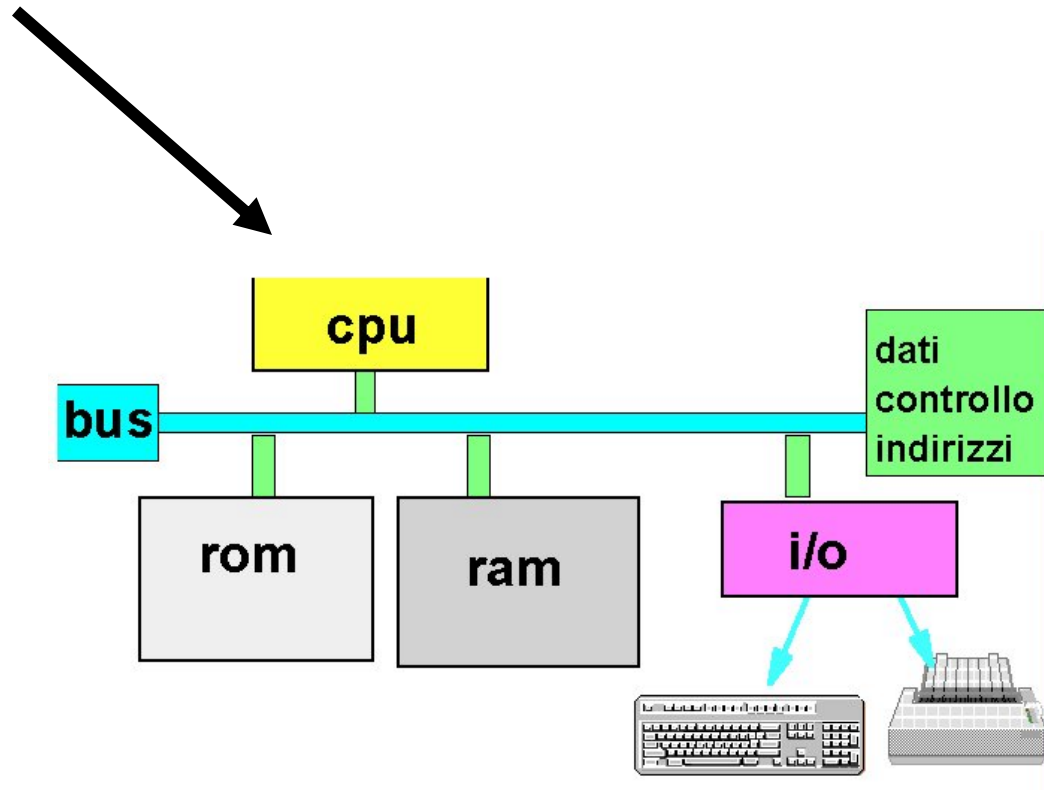 cpu
bus
dati
controllo
indirizzi
rom
ram
i/o